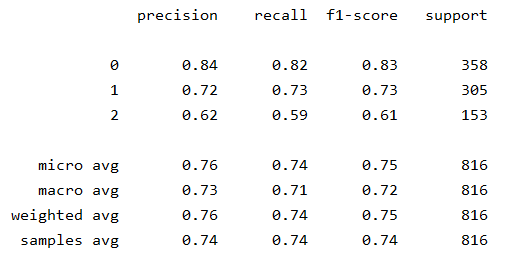 precision recall f1-score support
0 0.84 0.82 0.83 358
1 0.72 0.73 0.73 305
2 0.62 0.59 0.61 153
micro avg 0.76 0.74 0.75 816
macro avg 0.73 0.71 0.72 816
weighted avg 0.76 0.74 0.75 816
samples avg 0.74 0.74 0.74 816